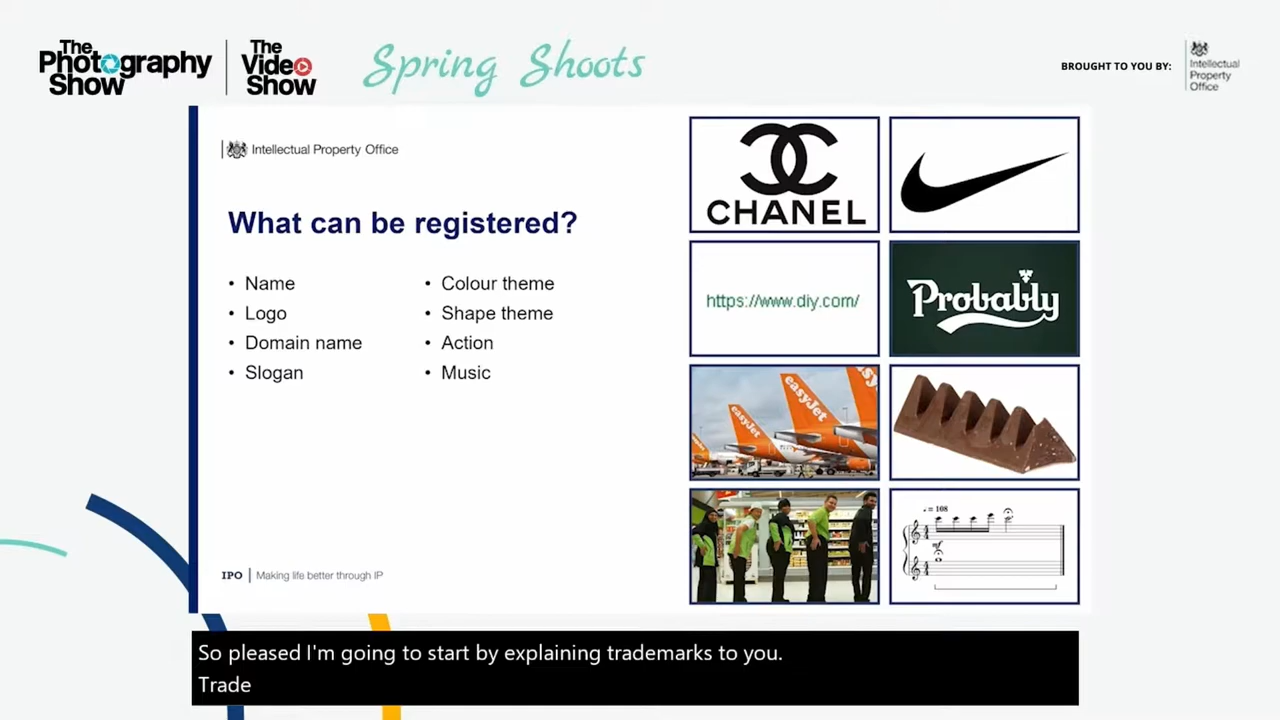 The Photography Show
The Video Show
Spring Shoots
BROUGHT TO YOU BY:
Intellectual
Property
Office
Intellectual Property Office
What can be registered?
• Name
• Logo
• Domain name
• Slogan
• Colour theme
• Shape theme
• Action
• Music
CHANEL
https://www.diy.com/
Probably
easyJet
easyJet
= 108
mf
IPO | Making life better through IP
So pleased I'm going to start by explaining trademarks to you.
Trade